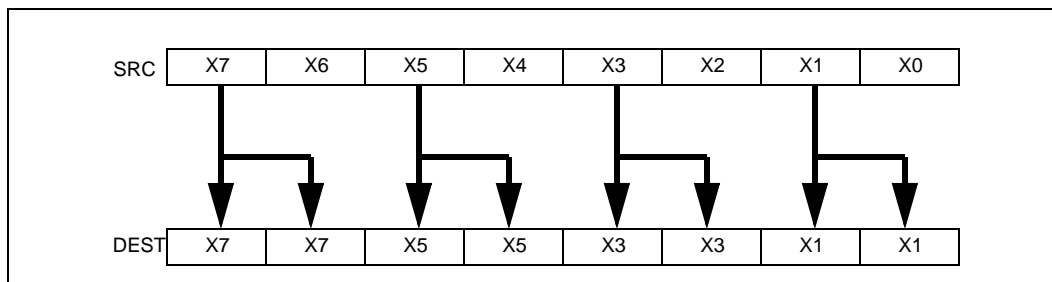 SRC X7 X6 X5 X4 X3 X2 X1 X0
DEST X7 X7 X5 X5 X3 X3 X1 X1